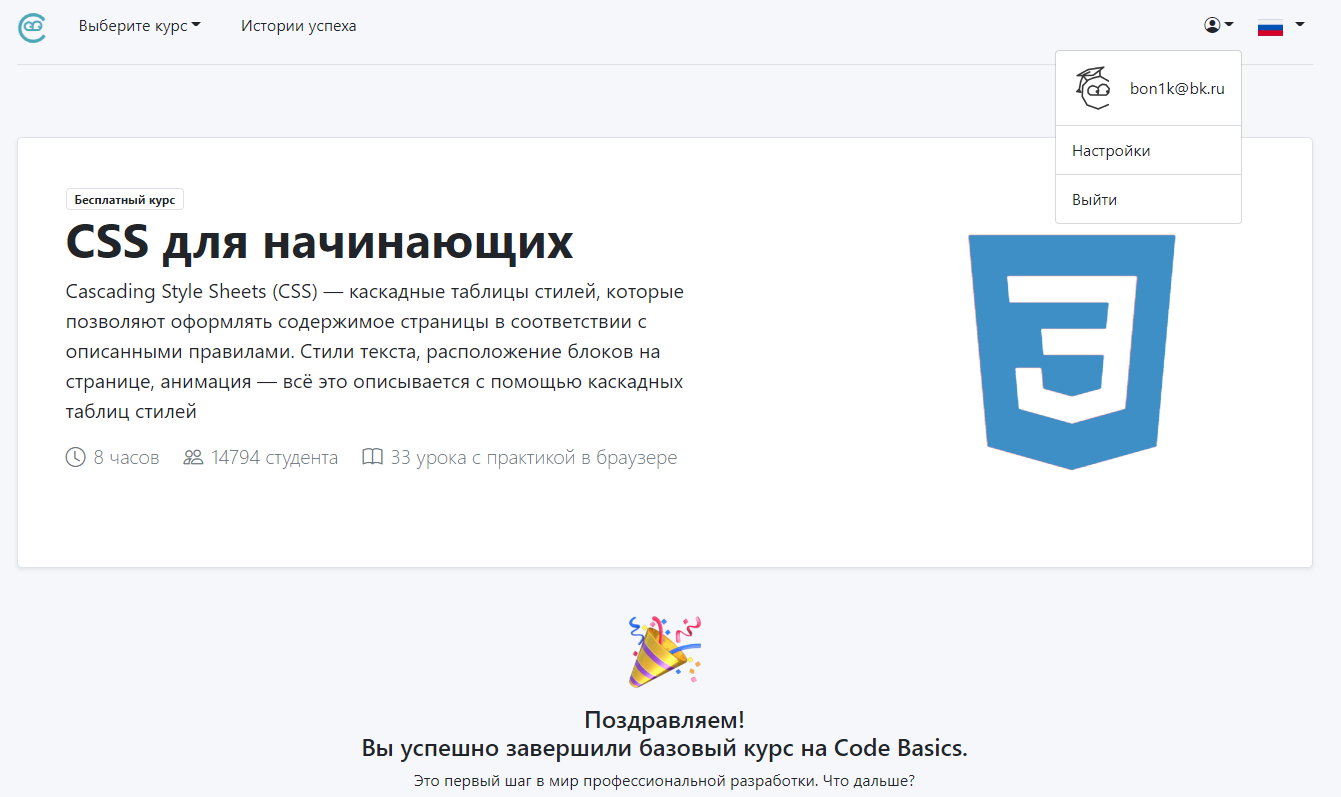 Выберите курс
Истории успеха
bon1k@bk.ru
Настройки
Выйти
Бесплатный курс
CSS для начинающих
Cascading Style Sheets (CSS) — каскадные таблицы стилей, которые
позволяют оформлять содержимое страницы в соответствии с
описанными правилами. Стили текста, расположение блоков на
странице, анимация — всё это описывается с помощью каскадных
таблиц стилей
8 часов 14794 студента 33 урока с практикой в браузере
Поздравляем!
Вы успешно завершили базовый курс на Code Basics.
Это первый шаг в мир профессиональной разработки. Что дальше?